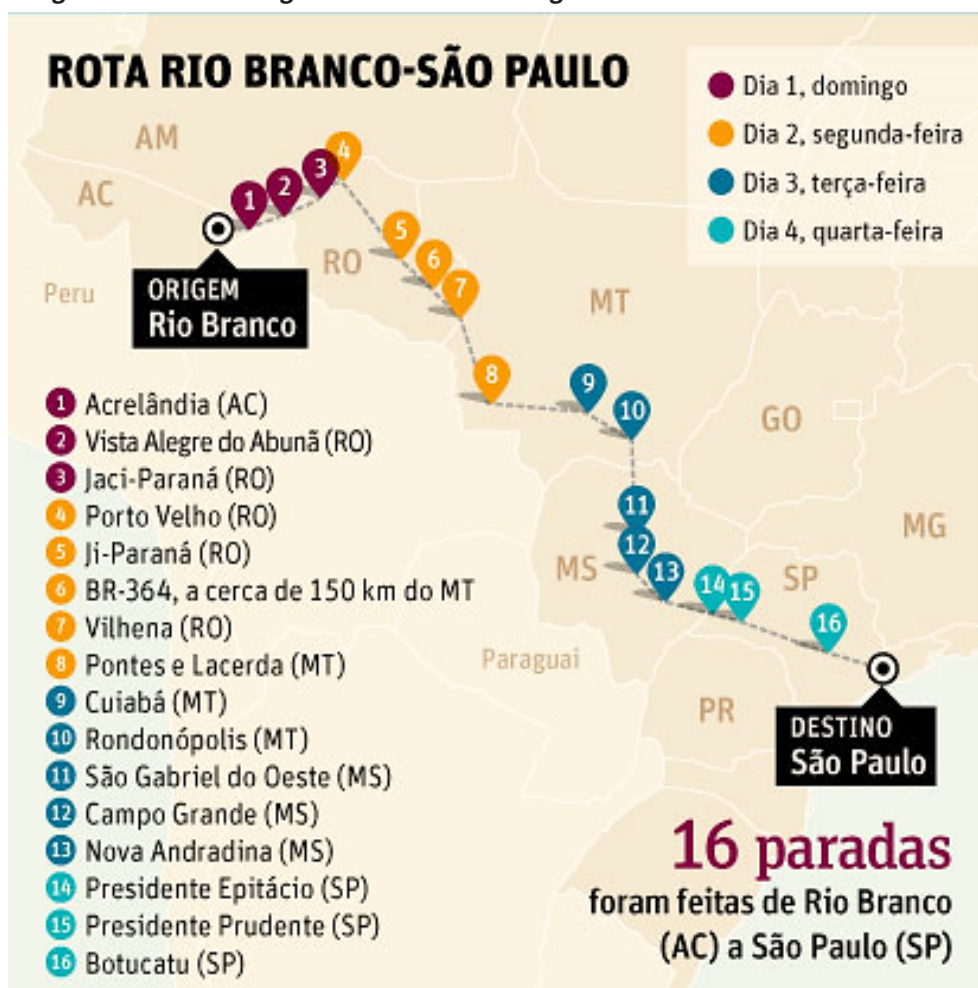 ROTA RIO BRANCO-SÃO PAULO
Dia 1, domingo
Dia 2, segunda-feira
Dia 3, terça-feira
Dia 4, quarta-feira
AM
AC
RO
MT
Peru
GO
MG
MS
SP
Paraguai
PR
1
2
3
4
5
6
7
8
9
10
11
12
13
14
15
16
ORIGEM
Rio Branco
1 Acrelândia (AC)
2 Vista Alegre do Abunã (RO)
3 Jaci-Paraná (RO)
4 Porto Velho (RO)
5 Ji-Paraná (RO)
6 BR-364, a cerca de 150 km do MT
7 Vilhena (RO)
8 Pontes e Lacerda (MT)
9 Cuiabá (MT)
10 Rondonópolis (MT)
11 São Gabriel do Oeste (MS)
12 Campo Grande (MS)
13 Nova Andradina (MS)
14 Presidente Epitácio (SP)
15 Presidente Prudente (SP)
16 Botucatu (SP)
DESTINO
São Paulo
16 paradas
foram feitas de Rio Branco
(AC) a São Paulo (SP)